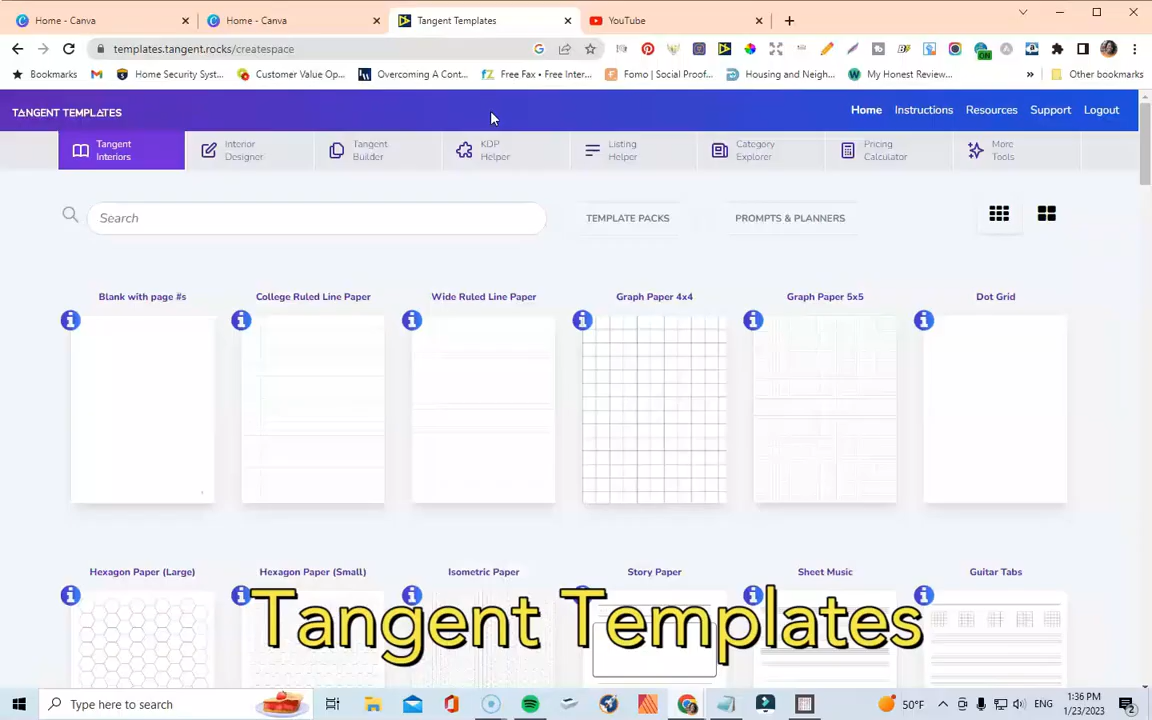 Home - Canva
Home - Canva
Tangent Templates
YouTube
templates.tangent.rocks/createspace
Bookmarks
Home Security Syst...
Customer Value Op...
Overcoming A Cont...
Free Fax • Free Inter...
Fomo | Social Proof...
Housing and Neigh...
My Honest Review...
»
Other bookmarks
TANGENT TEMPLATES
Home
Instructions
Resources
Support
Logout
Tangent
Interiors
Interior
Designer
Tangent
Builder
KDP
Helper
Listing
Helper
Category
Explorer
Pricing
Calculator
More
Tools
Search
TEMPLATE PACKS
PROMPTS & PLANNERS
Blank with page #s
College Ruled Line Paper
Wide Ruled Line Paper
Graph Paper 4x4
Graph Paper 5x5
Dot Grid
Hexagon Paper (Large)
Hexagon Paper (Small)
Isometric Paper
Story Paper
Sheet Music
Guitar Tabs
Tangent Templates
Type here to search
50°F
ENG
1:36 PM
1/23/2023